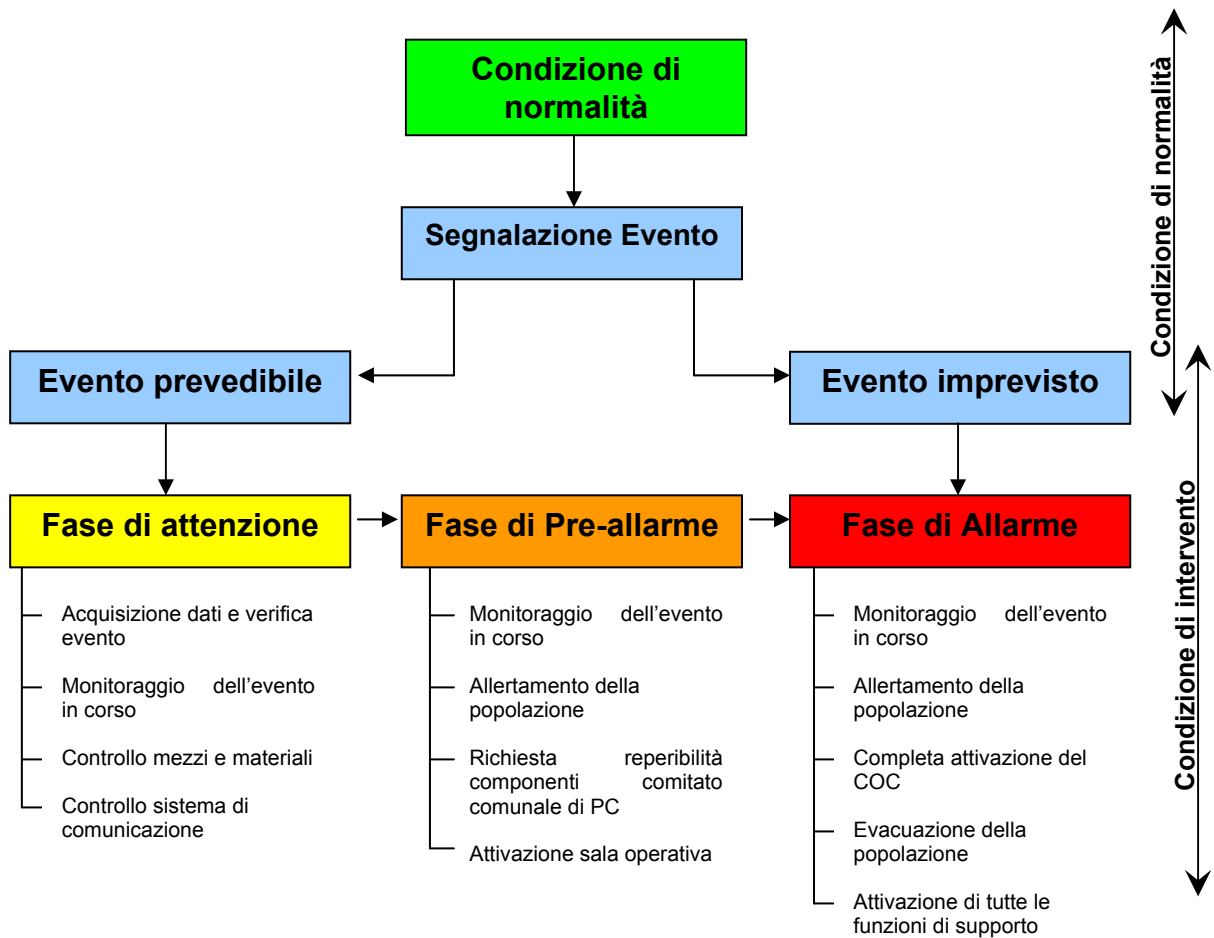 Condizione di
normalità
Segnalazione Evento
Evento prevedibile
Evento imprevisto
Fase di attenzione
Fase di Pre-allarme
Fase di Allarme
Acquisizione dati e verifica
evento
Monitoraggio dell’evento
in corso
Controllo mezzi e materiali
Controllo sistema di
comunicazione
Monitoraggio dell’evento
in corso
Allertamento della
popolazione
Richiesta reperibilità
componenti comitato
comunale di PC
Attivazione sala operativa
Monitoraggio dell’evento
in corso
Allertamento della
popolazione
Completa attivazione del
COC
Evacuazione della
popolazione
Attivazione di tutte le
funzioni di supporto
Condizione di normalità
Condizione di intervento